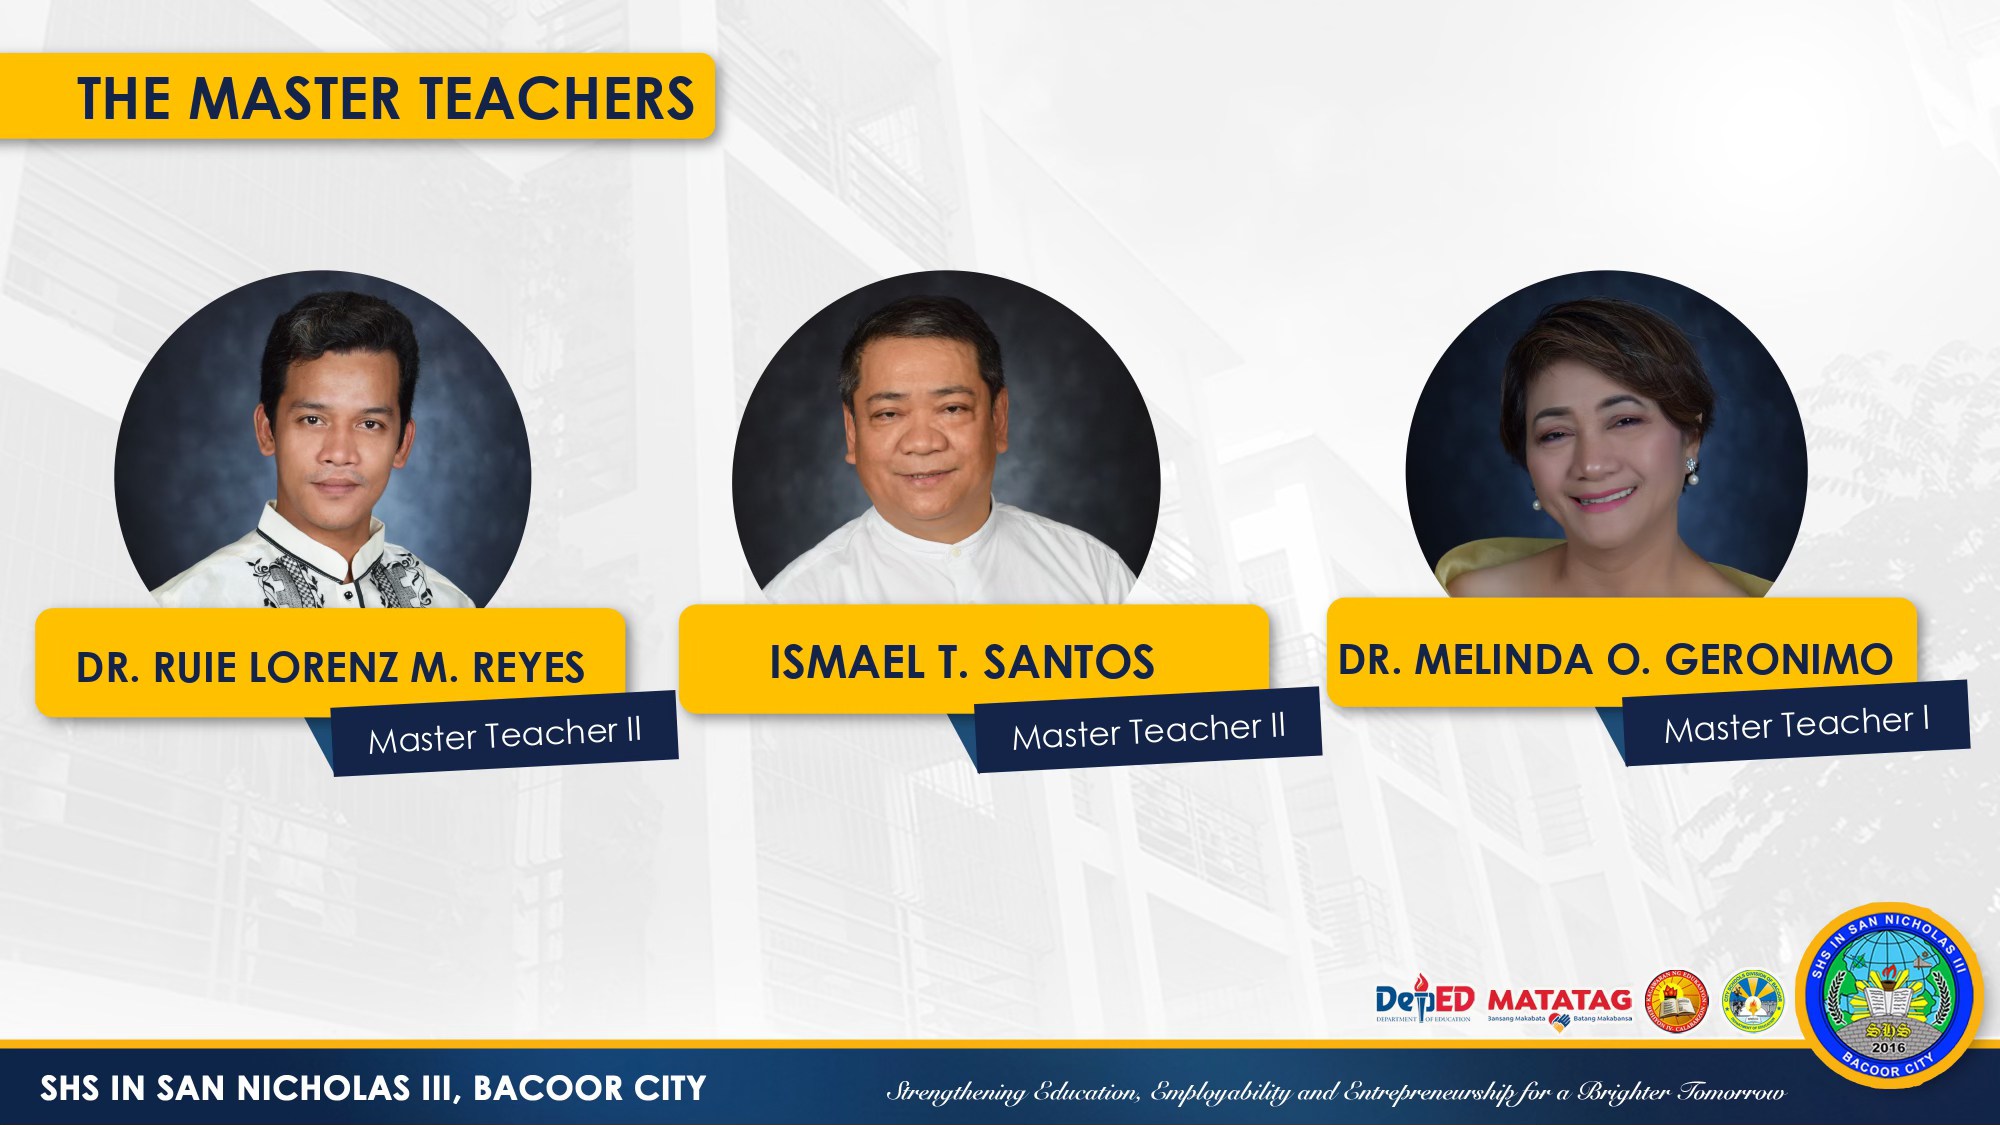 THE MASTER TEACHERS
DR. RUIE LORENZ M. REYES
Master Teacher II
ISMAEL T. SANTOS
Master Teacher II
DR. MELINDA O. GERONIMO
Master Teacher I
DepED
DEPARTMENT OF EDUCATION
MATATAG
Bansang Makabata
Batang Makabansa
SHS IN SAN NICHOLAS III
SHS
2016
BACOOR CITY
SHS IN SAN NICHOLAS III, BACOOR CITY
Strengthening Education, Employability and Entrepreneurship for a Brighter Tomorrow